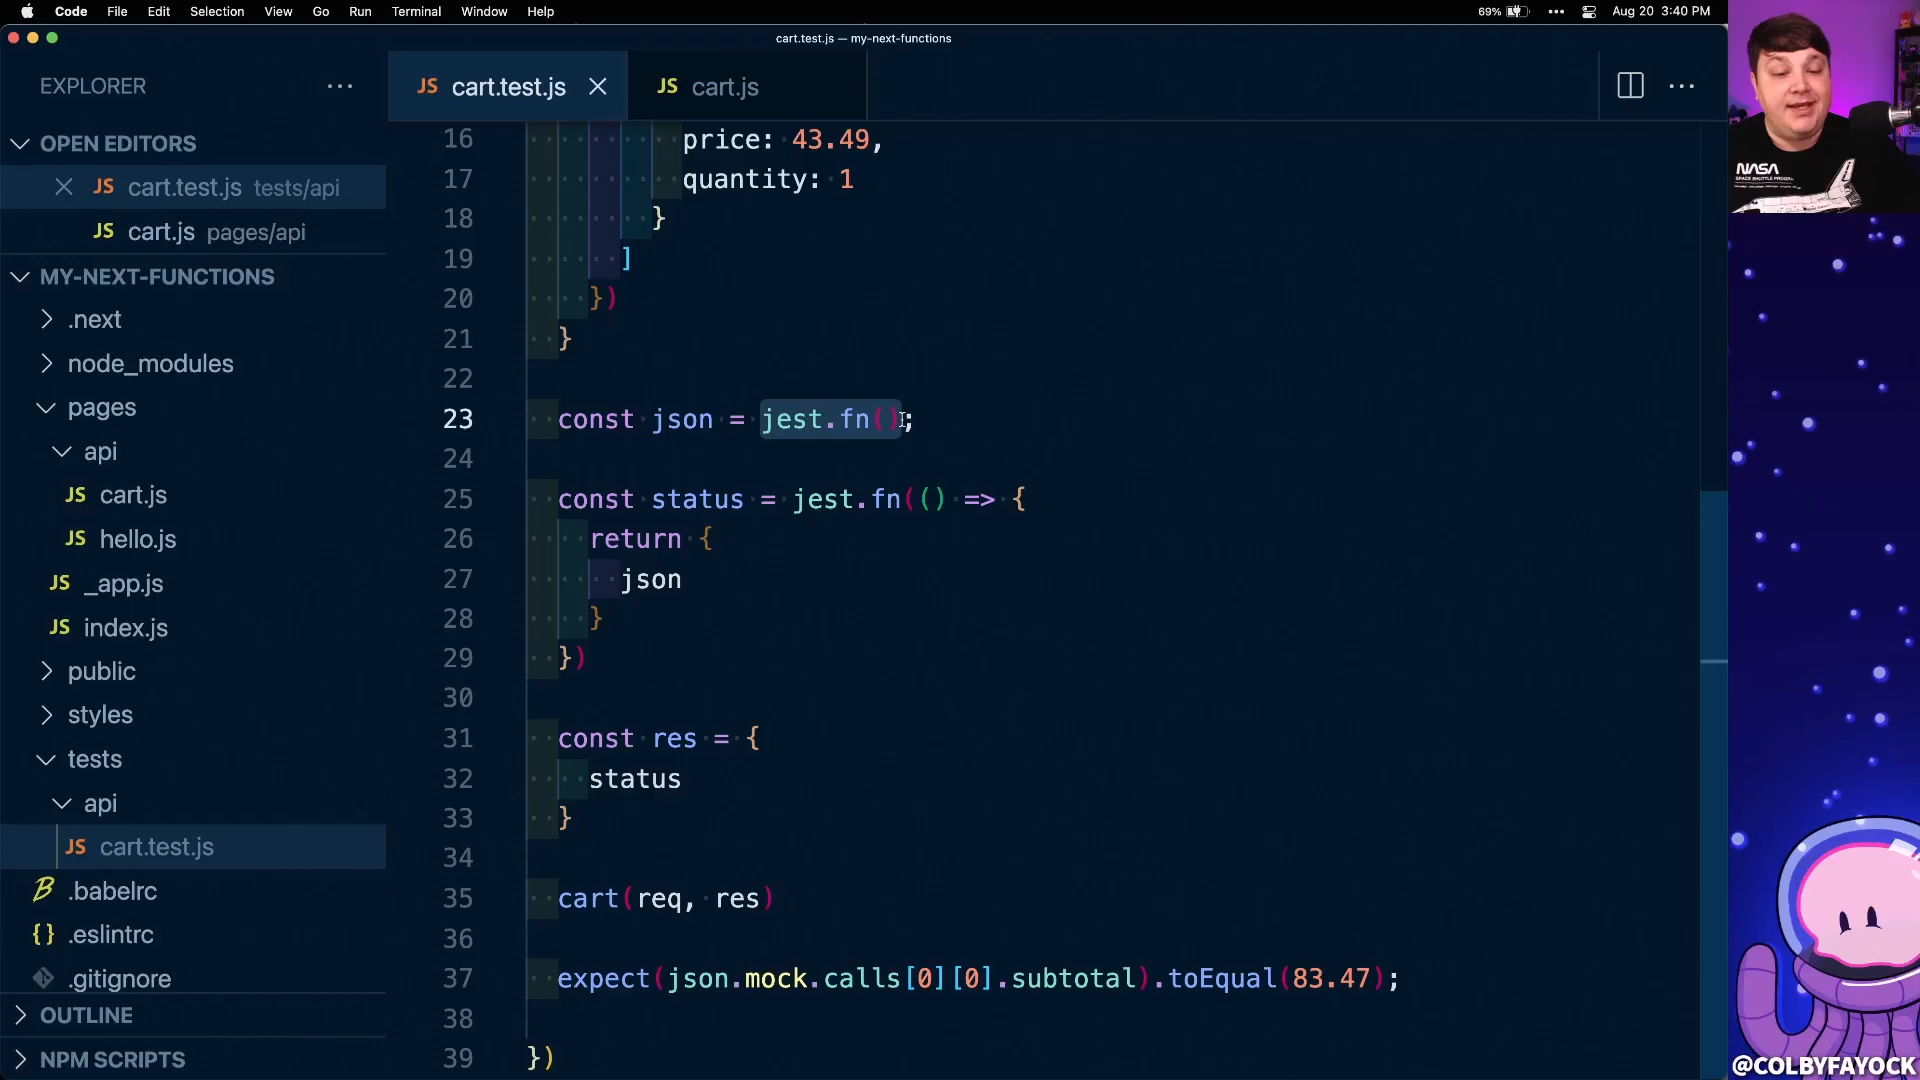 Code File Edit Selection View Go Run Terminal Window Help 69% Aug 20 3:40 PM
cart.test.js — my-next-functions
EXPLORER
JS cart.test.js
JS cart.js
OPEN EDITORS
JS cart.test.js tests/api
JS cart.js pages/api
MY-NEXT-FUNCTIONS
.next
node_modules
pages
api
JS cart.js
JS hello.js
JS _app.js
JS index.js
public
styles
tests
api
JS cart.test.js
.babelrc
{} .eslintrc
.gitignore
OUTLINE
NPM SCRIPTS
16 price: 43.49,
17 quantity: 1
18 }
19 ]
20 })
21 }
22
23 const json = jest.fn();
24
25 const status = jest.fn(() => {
26 return {
27 json
28 }
29 })
30
31 const res = {
32 status
33 }
34
35 cart(req, res)
36
37 expect(json.mock.calls[0][0].subtotal).toEqual(83.47);
38
39 })
NASA
SPACE SHUTTLE PROGRAM
@COLBYFAYOCK